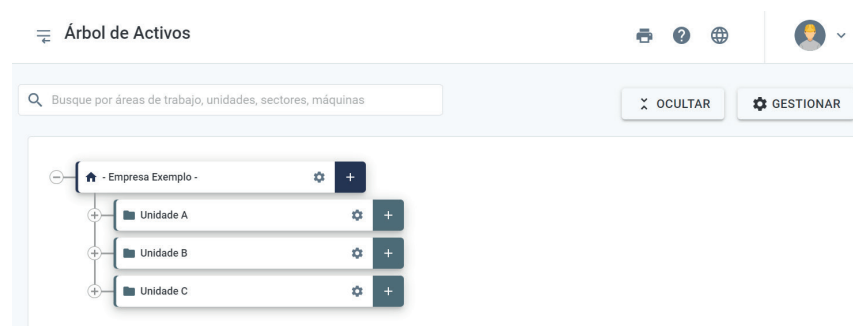 Árbol de Activos
Busque por áreas de trabajo, unidades, sectores, máquinas
OCULTAR
GESTIONAR
- Empresa Exemplo -
Unidade A
Unidade B
Unidade C